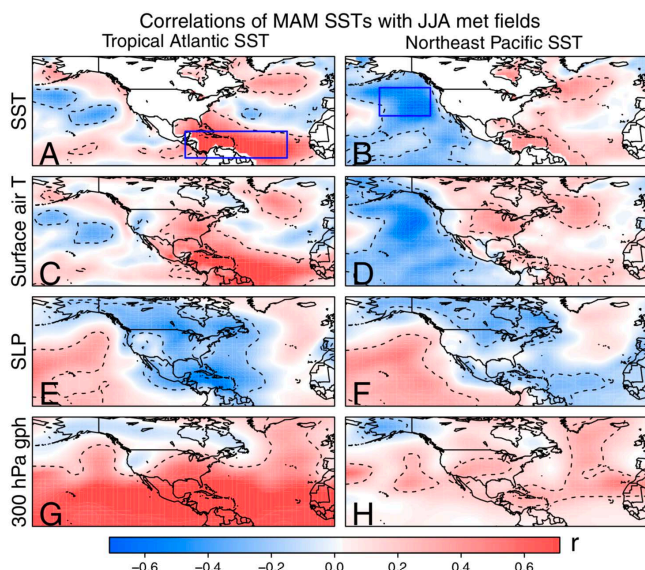 Correlations of MAM SSTs with JJA met fields
Tropical Atlantic SST
Northeast Pacific SST
SST
A
B
Surface air T
C
D
SLP
E
F
300 hPa gph
G
H
−0.6 −0.4 −0.2 0.0 0.2 0.4 0.6
r